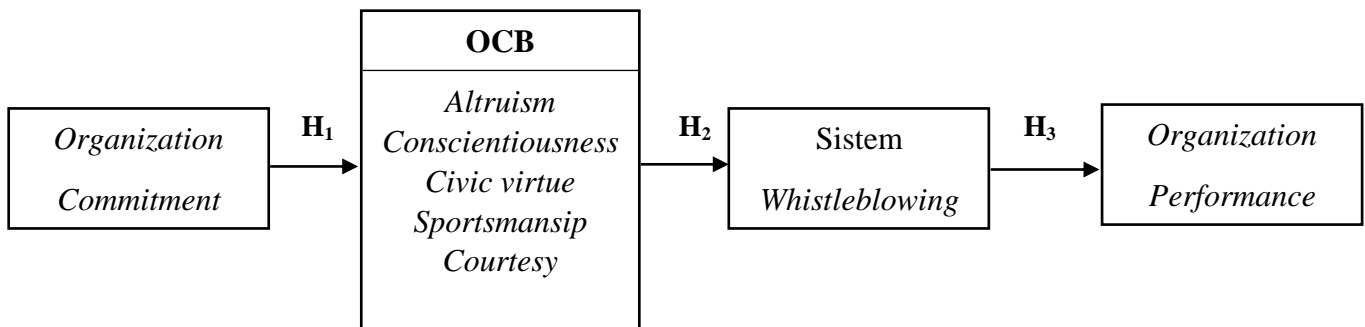 Organization
Commitment
H₁
OCB
Altruism
Conscientiousness
Civic virtue
Sportsmansip
Courtesy
H₂
Sistem
Whistleblowing
H₃
Organization
Performance